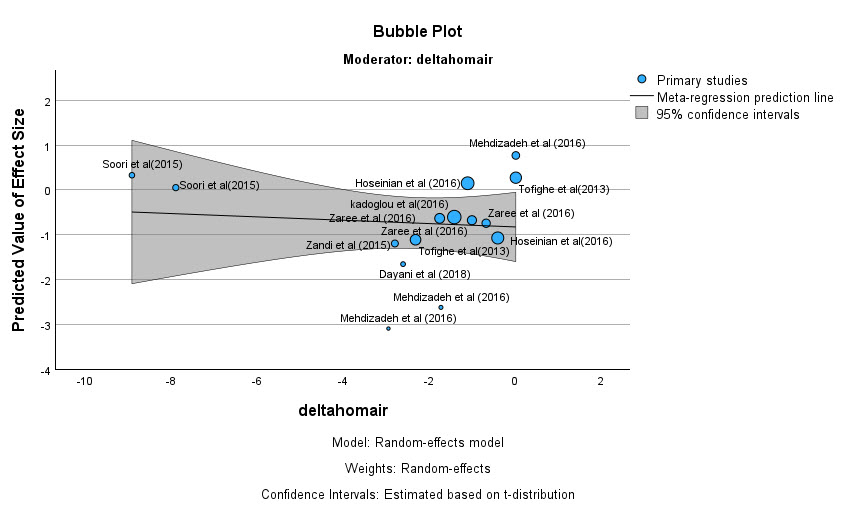 Bubble Plot
Moderator: deltahomair
Primary studies
Meta-regression prediction line
95% confidence intervals
Predicted Value of Effect Size
2
1
0
-1
-2
-3
-4
Mehdizadeh et al (2016)
Soori et al(2015)
Soori et al(2015)
Hoseinian et al (2016)
Tofighe et al(2013)
kadoglou et al (2016)
Zaree et al (2016)
Zaree et al (2016)
Zaree et al (2016)
Hoseinian et al(2016)
Zandi et al (2015)
Tofighe et al(2013)
Dayani et al (2018)
Mehdizadeh et al (2016)
Mehdizadeh et al (2016)
-10 -8 -6 -4 -2 0 2
deltahomair
Model: Random-effects model
Weights: Random-effects
Confidence Intervals: Estimated based on t-distribution